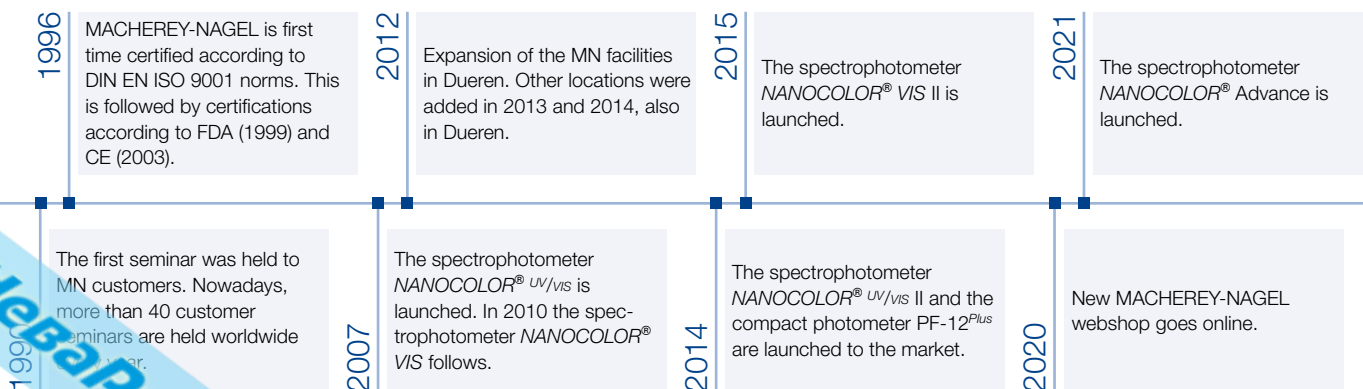 1996
MACHEREY-NAGEL is first
time certified according to
DIN EN ISO 9001 norms. This
is followed by certifications
according to FDA (1999) and
CE (2003).
2012
Expansion of the MN facilities
in Dueren. Other locations were
added in 2013 and 2014, also
in Dueren.
2015
The spectrophotometer
NANOCOLOR® VIS II is
launched.
2021
The spectrophotometer
NANOCOLOR® Advance is
launched.
The first seminar was held to
MN customers. Nowadays,
more than 40 customer
seminars are held worldwide
year.
2007
The spectrophotometer
NANOCOLOR® UV/VIS is
launched. In 2010 the spec-
trophotometer NANOCOLOR®
VIS follows.
2014
The spectrophotometer
NANOCOLOR® UV/VIS II and the
compact photometer PF-12Plus
are launched to the market.
2020
New MACHEREY-NAGEL
webshop goes online.